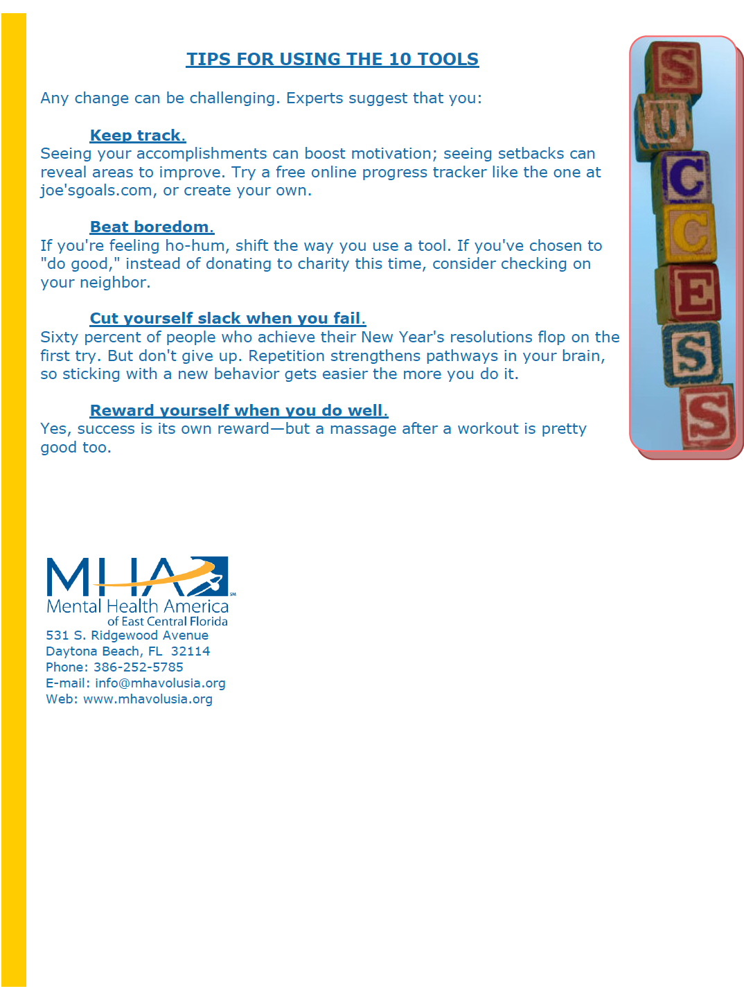 TIPS FOR USING THE 10 TOOLS
Any change can be challenging. Experts suggest that you:
Keep track.
Seeing your accomplishments can boost motivation; seeing setbacks can
reveal areas to improve. Try a free online progress tracker like the one at
joe'sgoals.com, or create your own.
Beat boredom.
If you're feeling ho-hum, shift the way you use a tool. If you've chosen to
"do good," instead of donating to charity this time, consider checking on
your neighbor.
Cut yourself slack when you fail.
Sixty percent of people who achieve their New Year's resolutions flop on the
first try. But don't give up. Repetition strengthens pathways in your brain,
so sticking with a new behavior gets easier the more you do it.
Reward yourself when you do well.
Yes, success is its own reward—but a massage after a workout is pretty
good too.
S
U
C
C
E
S
S
MHA
SM
Mental Health America
of East Central Florida
531 S. Ridgewood Avenue
Daytona Beach, FL  32114
Phone: 386-252-5785
E-mail: info@mhavolusia.org
Web: www.mhavolusia.org